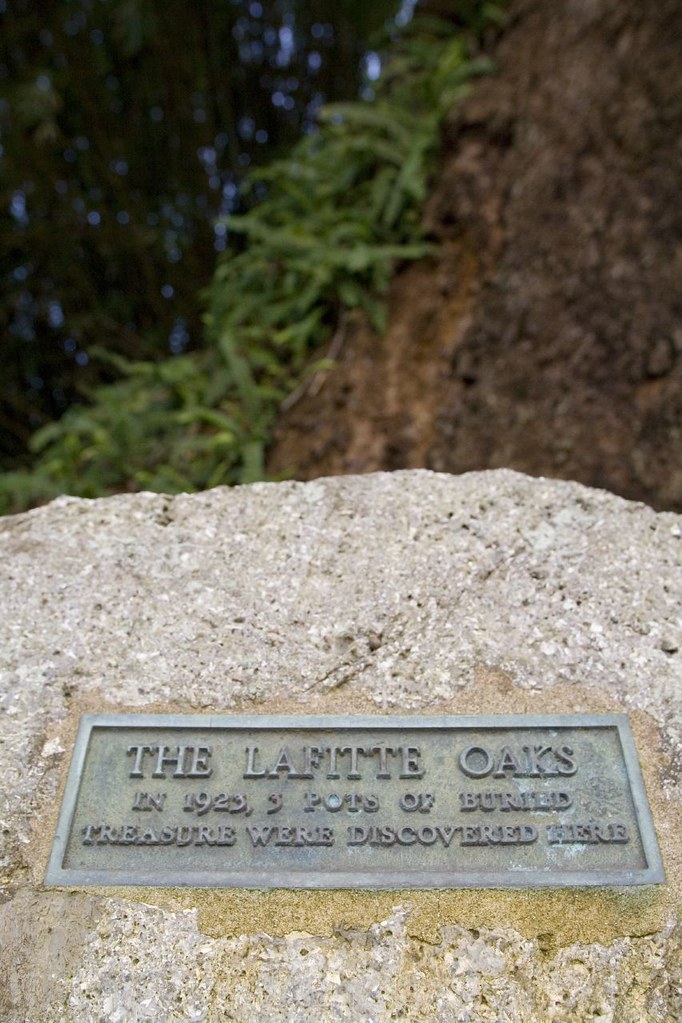 THE LAFITTE OAKS
IN 1923, 3 POTS OF BURIED
TREASURE WERE DISCOVERED HERE